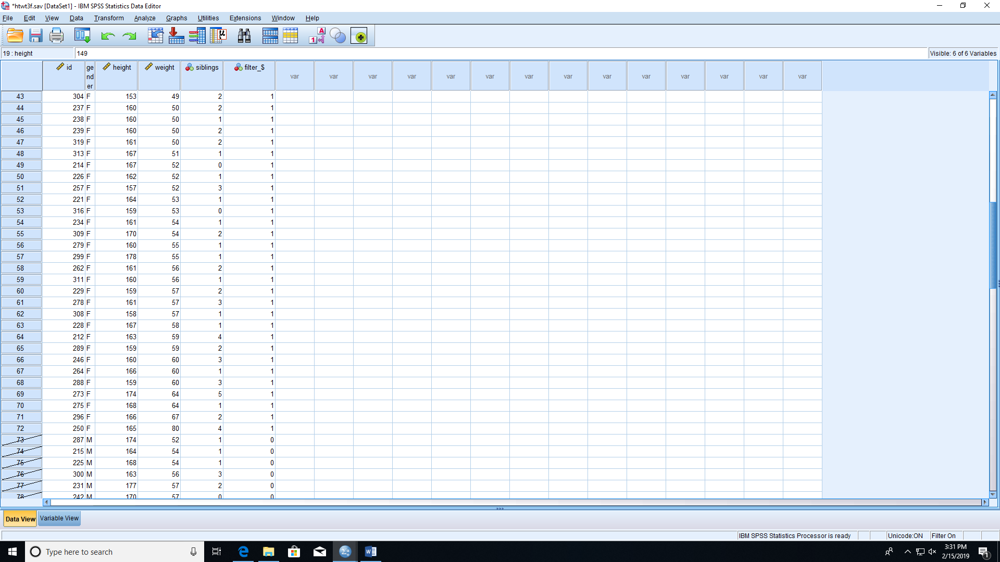 *htwt3f.sav [DataSet1] - IBM SPSS Statistics Data Editor
File Edit View Data Transform Analyze Graphs Utilities Extensions Window Help
19 : height 149 Visible: 6 of 6 Variables
id gender height weight siblings filter_$ var var var var var var var var var var var var var var
43 304 F 153 49 2 1
44 237 F 160 50 2 1
45 238 F 160 50 1 1
46 239 F 160 50 2 1
47 319 F 161 50 2 1
48 313 F 167 51 1 1
49 214 F 167 52 0 1
50 226 F 162 52 1 1
51 257 F 157 52 3 1
52 221 F 164 53 1 1
53 316 F 159 53 0 1
54 234 F 161 54 1 1
55 309 F 170 54 2 1
56 279 F 160 55 1 1
57 299 F 178 55 1 1
58 262 F 161 56 2 1
59 311 F 160 56 1 1
60 229 F 159 57 2 1
61 278 F 161 57 3 1
62 308 F 158 57 1 1
63 228 F 167 58 1 1
64 212 F 163 59 4 1
65 289 F 159 59 2 1
66 246 F 160 60 3 1
67 264 F 166 60 1 1
68 288 F 159 60 3 1
69 273 F 174 64 5 1
70 275 F 168 64 1 1
71 296 F 166 67 2 1
72 250 F 165 80 4 1
73 287 M 174 52 1 0
74 215 M 164 54 1 0
75 225 M 168 54 1 0
76 300 M 163 56 3 0
77 231 M 177 57 2 0
78 242 M 170 57 0 0
Data View Variable View
IBM SPSS Statistics Processor is ready Unicode:ON Filter On
Type here to search
3:31 PM
2/15/2019
1